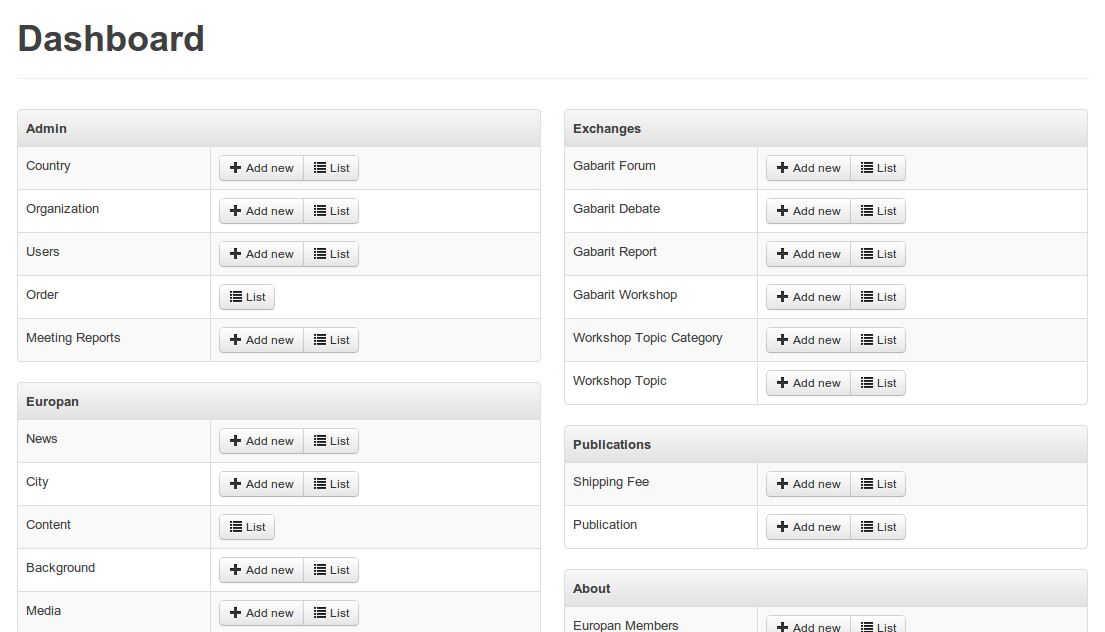 Dashboard
Admin
Country Add new List
Organization Add new List
Users Add new List
Order List
Meeting Reports Add new List
Europan
News Add new List
City Add new List
Content List
Background Add new List
Media Add new List
Exchanges
Gabarit Forum Add new List
Gabarit Debate Add new List
Gabarit Report Add new List
Gabarit Workshop Add new List
Workshop Topic Category Add new List
Workshop Topic Add new List
Publications
Shipping Fee Add new List
Publication Add new List
About
Europan Members Add new List